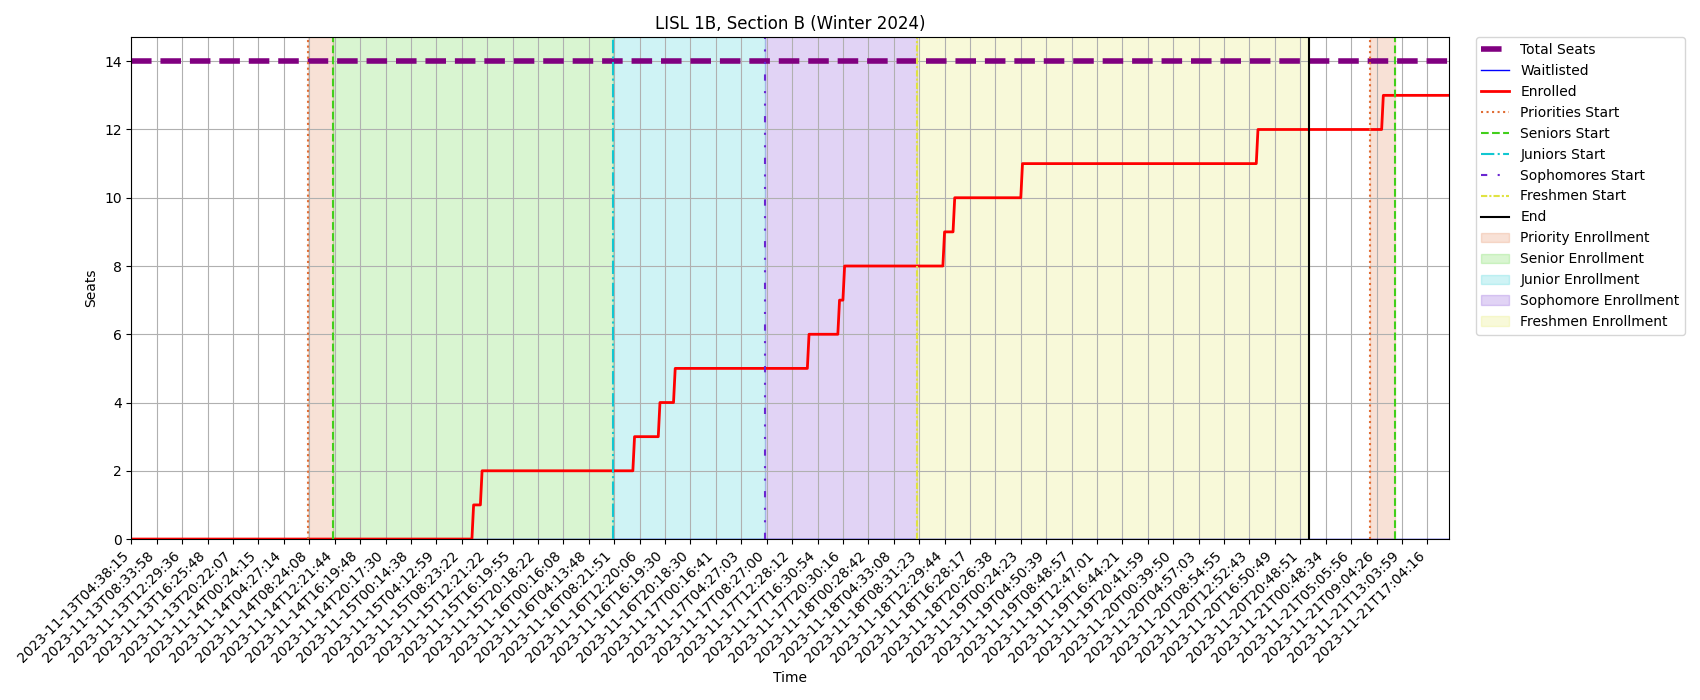 LISL 1B, Section B (Winter 2024)
Seats
14
12
10
8
6
4
2
0
2023-11-13T04:38:15
2023-11-13T08:33:58
2023-11-13T12:29:36
2023-11-13T16:25:48
2023-11-13T20:22:07
2023-11-14T00:24:15
2023-11-14T04:27:14
2023-11-14T08:24:08
2023-11-14T12:21:44
2023-11-14T16:19:48
2023-11-14T20:17:30
2023-11-15T00:14:38
2023-11-15T04:12:59
2023-11-15T08:23:22
2023-11-15T12:21:22
2023-11-15T16:19:55
2023-11-15T20:18:22
2023-11-16T00:16:08
2023-11-16T04:13:48
2023-11-16T08:21:51
2023-11-16T12:20:06
2023-11-16T16:19:30
2023-11-16T20:18:30
2023-11-17T00:16:41
2023-11-17T04:27:03
2023-11-17T08:27:00
2023-11-17T12:28:12
2023-11-17T16:30:54
2023-11-17T20:30:16
2023-11-18T00:28:42
2023-11-18T04:33:08
2023-11-18T08:31:23
2023-11-18T12:29:44
2023-11-18T16:28:17
2023-11-18T20:26:38
2023-11-19T00:24:23
2023-11-19T04:50:39
2023-11-19T08:48:57
2023-11-19T12:47:01
2023-11-19T16:44:21
2023-11-19T20:41:59
2023-11-20T00:39:50
2023-11-20T04:57:03
2023-11-20T08:54:55
2023-11-20T12:52:43
2023-11-20T16:50:49
2023-11-20T20:48:51
2023-11-21T00:48:34
2023-11-21T05:05:56
2023-11-21T09:04:26
2023-11-21T13:03:59
2023-11-21T17:04:16
Time
Total Seats
Waitlisted
Enrolled
Priorities Start
Seniors Start
Juniors Start
Sophomores Start
Freshmen Start
End
Priority Enrollment
Senior Enrollment
Junior Enrollment
Sophomore Enrollment
Freshmen Enrollment